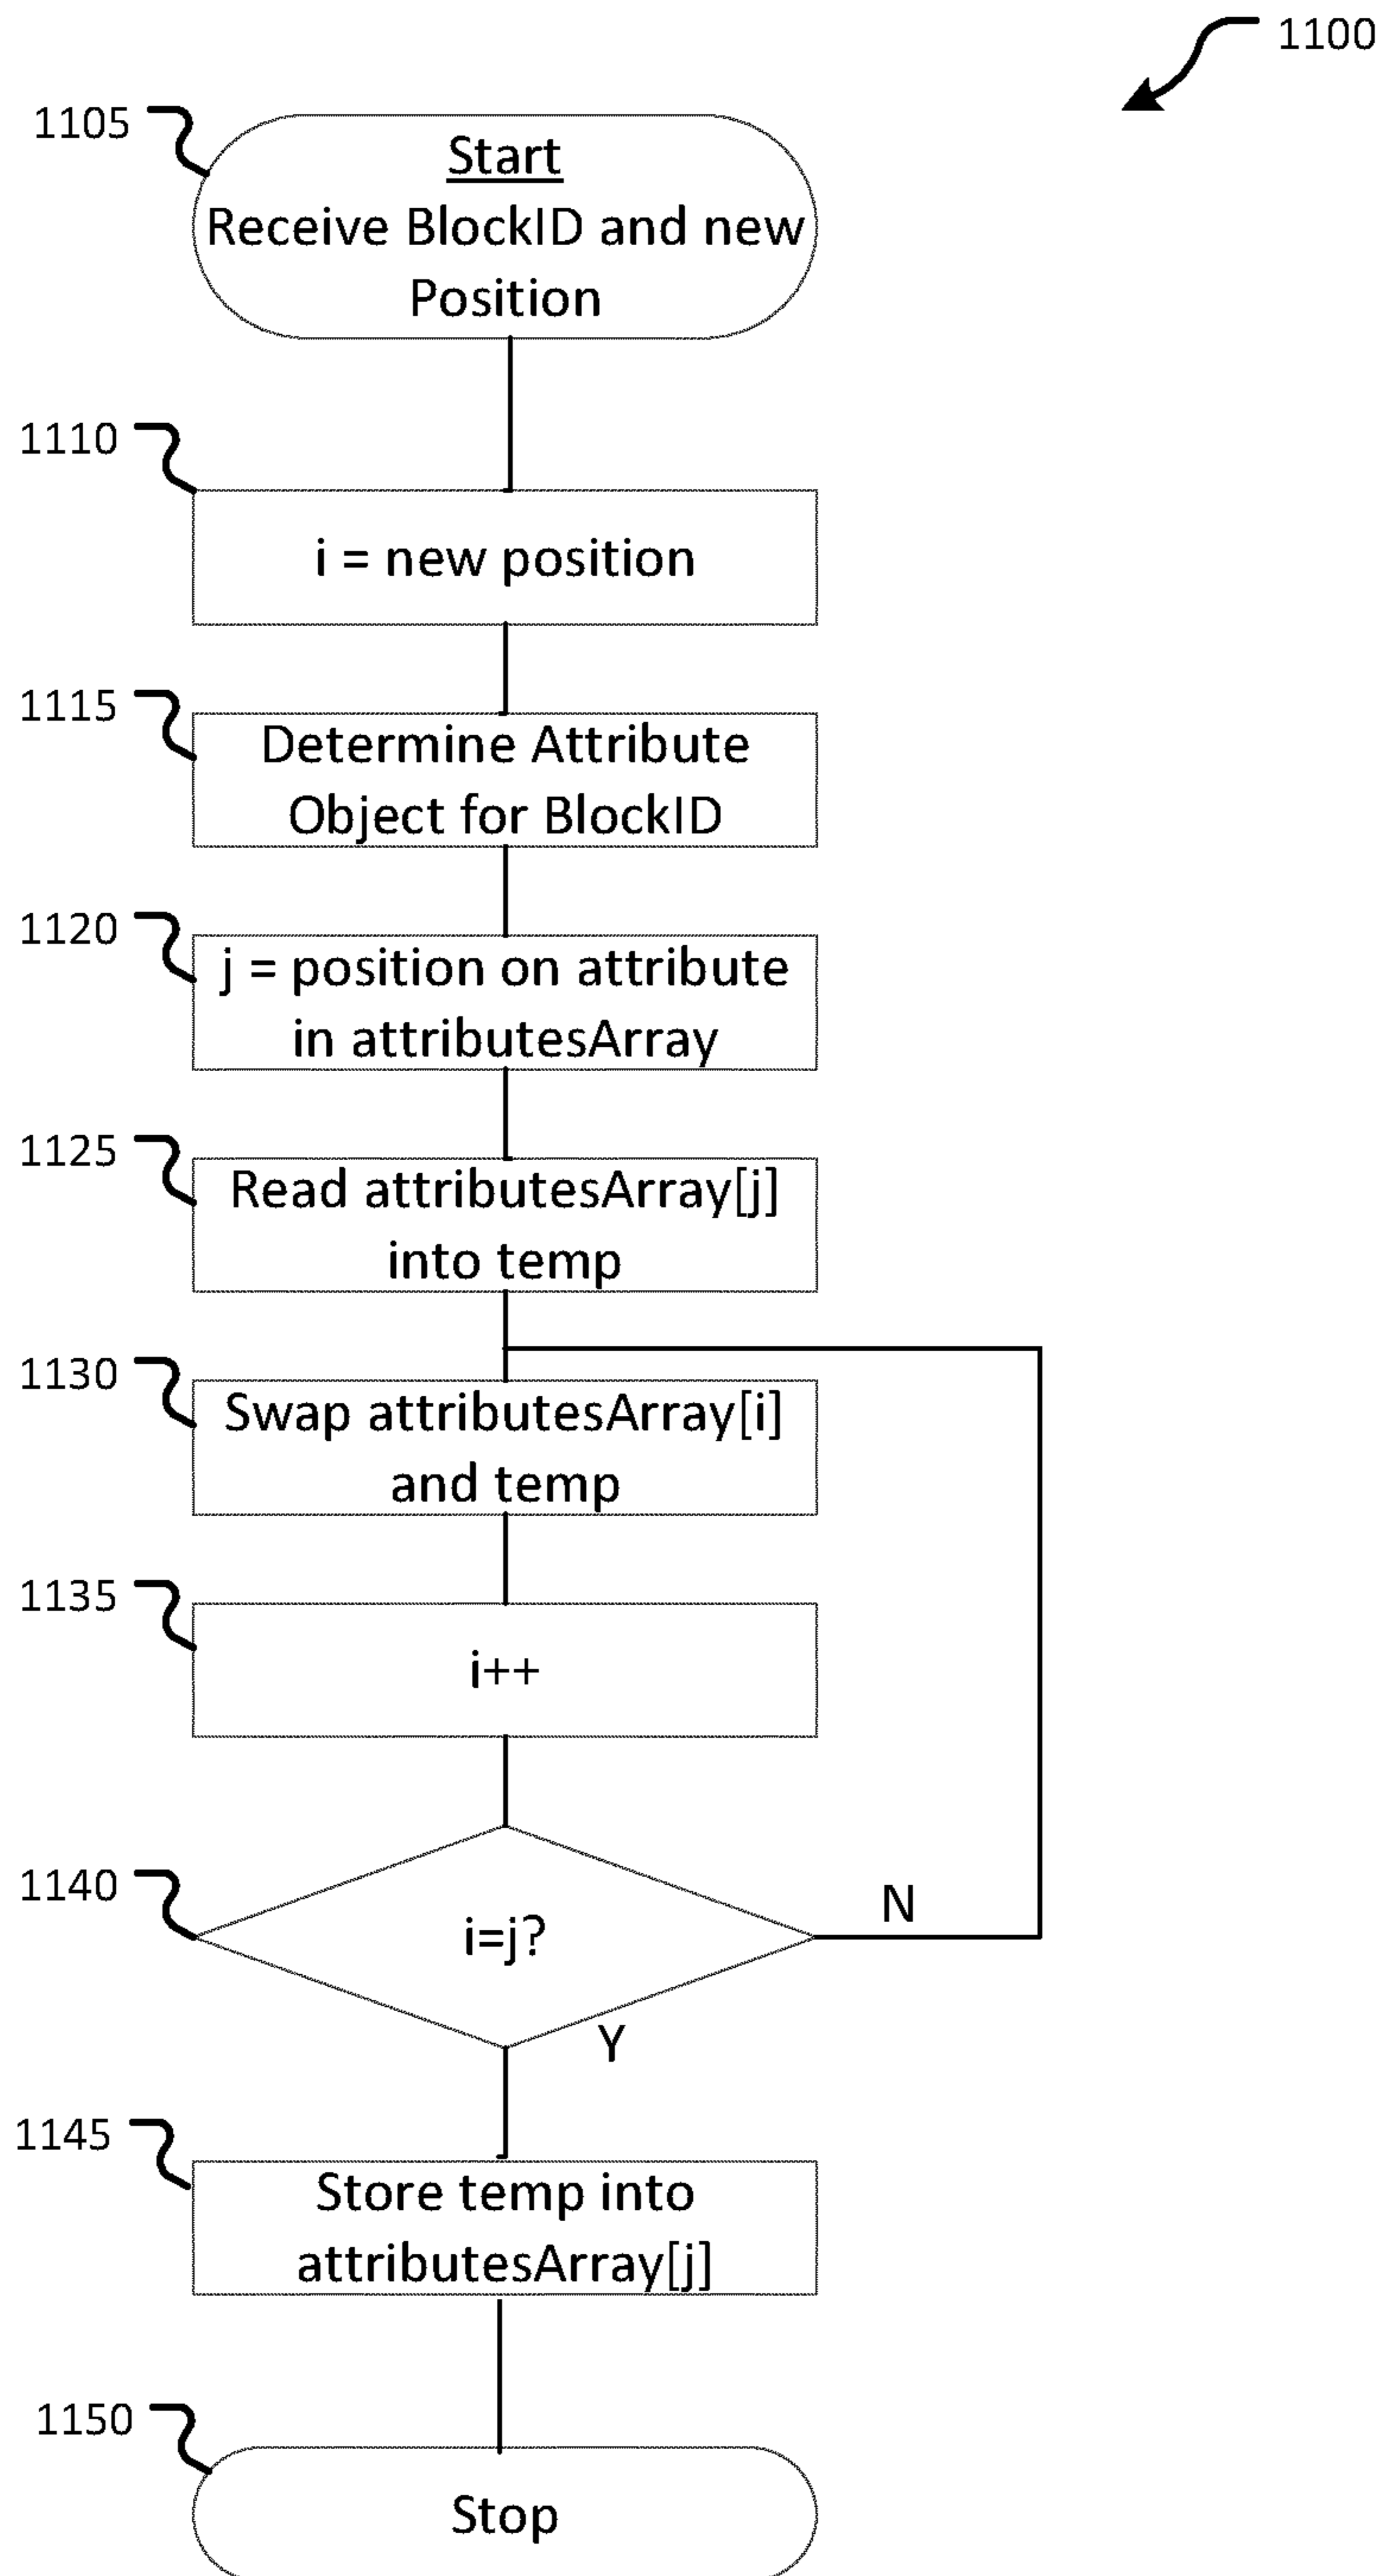 1100
1105
Start
Receive BlockID and new
Position
1110
i = new position
1115
Determine Attribute
Object for BlockID
1120
j = position on attribute
in attributesArray
1125
Read attributesArray[j]
into temp
1130
Swap attributesArray[i]
and temp
1135
i++
1140
i=j?
N
Y
1145
Store temp into
attributesArray[j]
1150
Stop